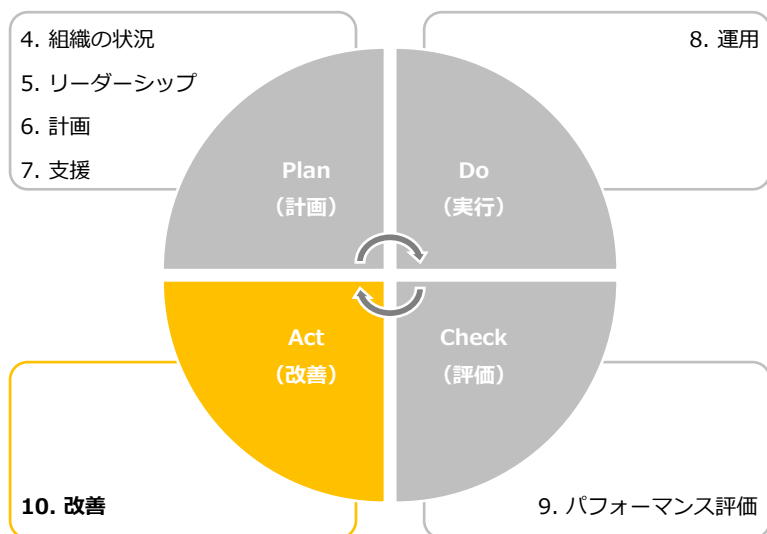 4. 組織の状況
5. リーダーシップ
6. 計画
7. 支援
8. 運用
Plan
（計画）
Do
（実行）
Act
（改善）
Check
（評価）
10. 改善
9. パフォーマンス評価